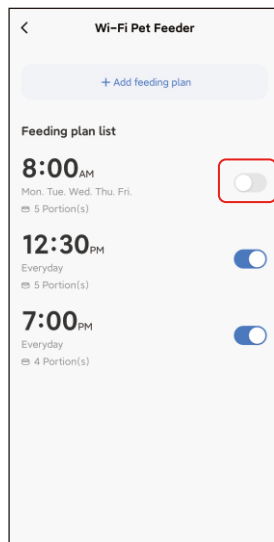 Wi-Fi Pet Feeder
+ Add feeding plan
Feeding plan list
8:00AM
Mon. Tue. Wed. Thu. Fri.
5 Portion(s)
12:30PM
Everyday
5 Portion(s)
7:00PM
Everyday
4 Portion(s)